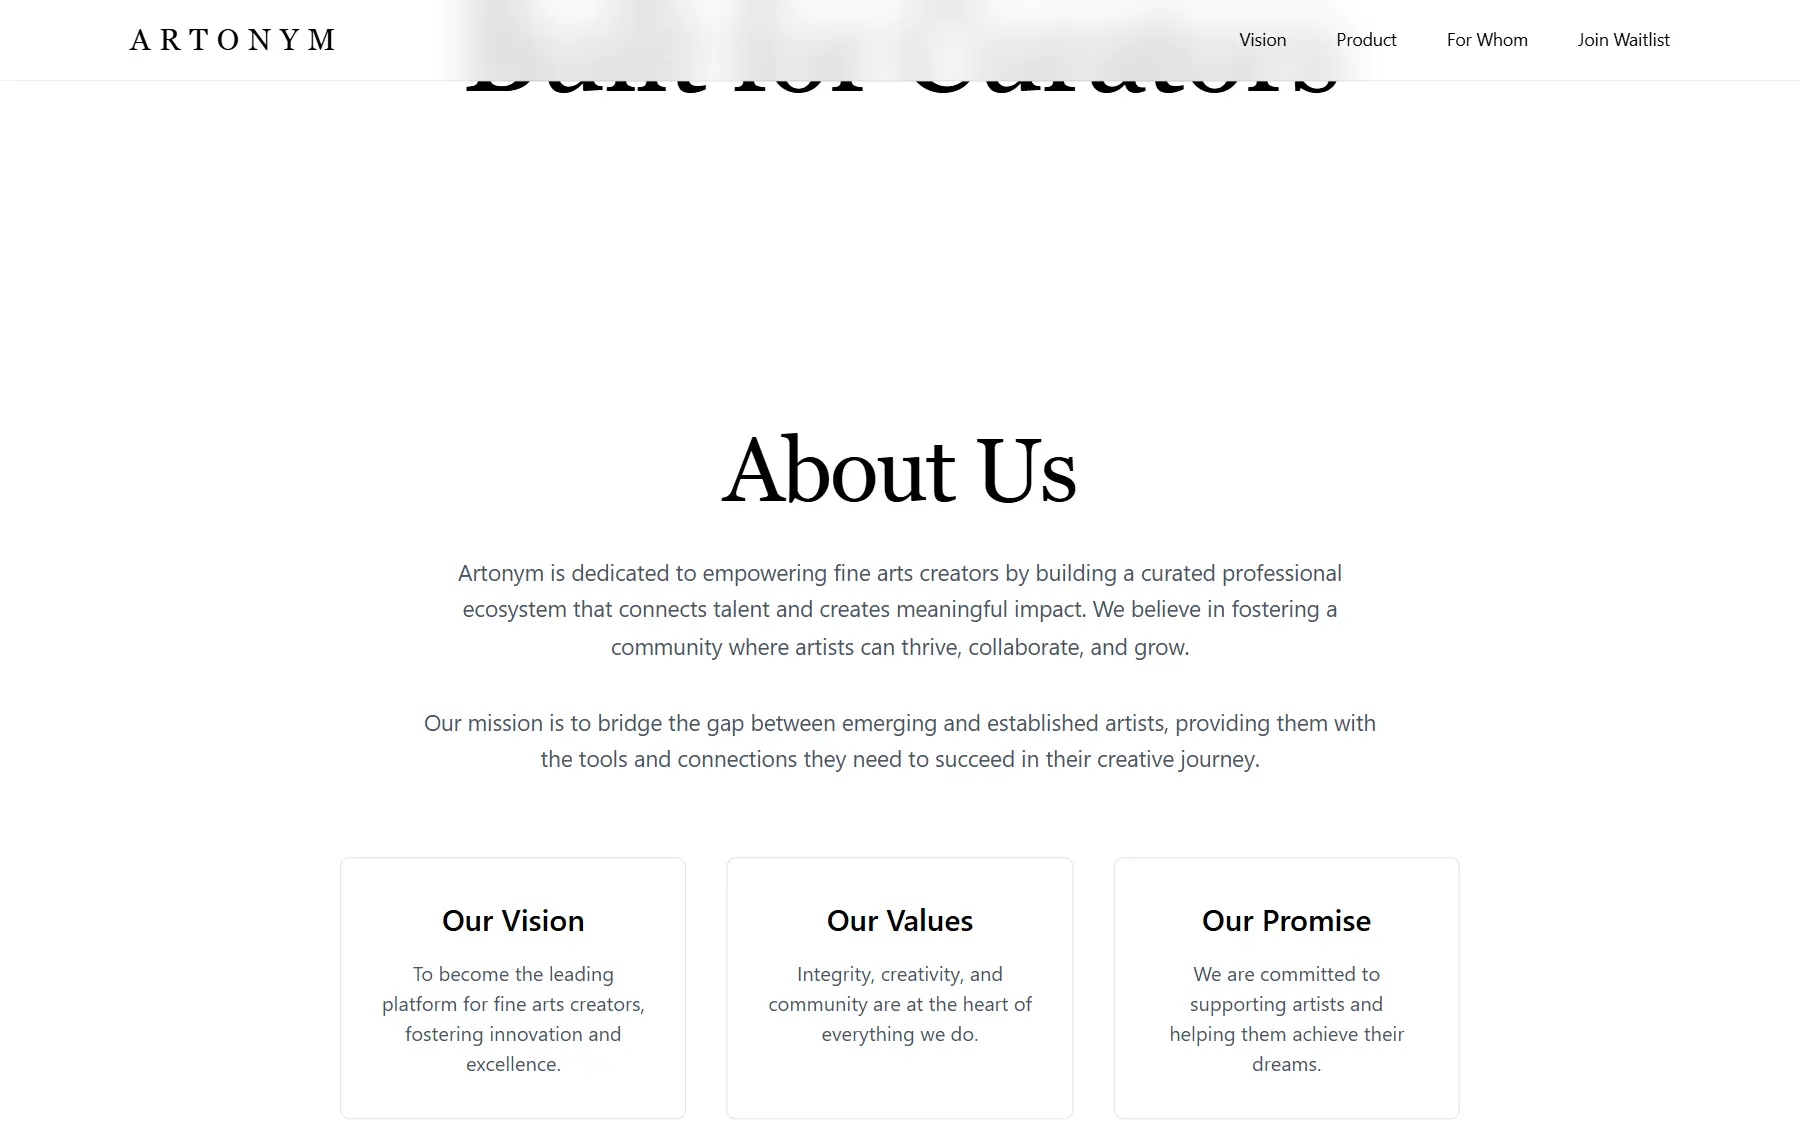 ARTONYM
Vision
Product
For Whom
Join Waitlist
Built for Curators
About Us
Artonym is dedicated to empowering fine arts creators by building a curated professional
ecosystem that connects talent and creates meaningful impact. We believe in fostering a
community where artists can thrive, collaborate, and grow.
Our mission is to bridge the gap between emerging and established artists, providing them with
the tools and connections they need to succeed in their creative journey.
Our Vision
To become the leading
platform for fine arts creators,
fostering innovation and
excellence.
Our Values
Integrity, creativity, and
community are at the heart of
everything we do.
Our Promise
We are committed to
supporting artists and
helping them achieve their
dreams.